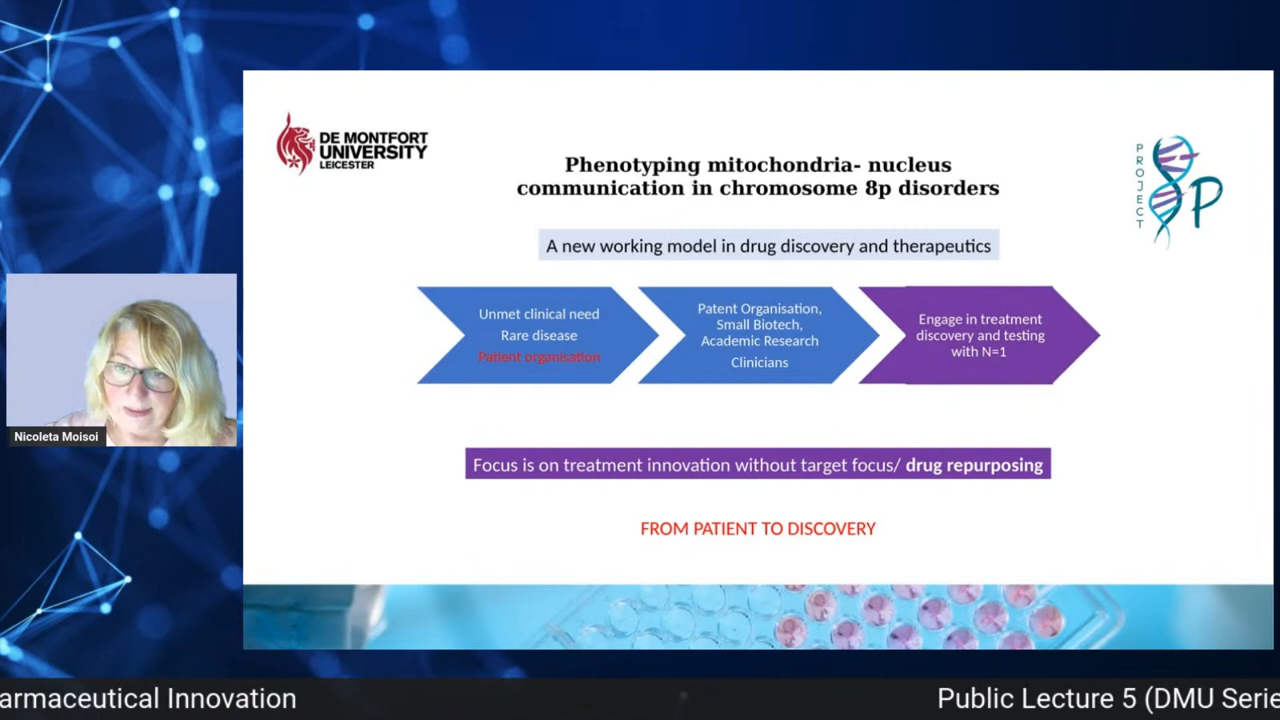 DE MONTFORT
UNIVERSITY
LEICESTER
Phenotyping mitochondria- nucleus
communication in chromosome 8p disorders
PROJECT
8P
A new working model in drug discovery and therapeutics
Unmet clinical need
Rare disease
Patient organisation
Patent Organisation,
Small Biotech,
Academic Research
Clinicians
Engage in treatment
discovery and testing
with N=1
Nicoleta Moisoi
Focus is on treatment innovation without target focus/ drug repurposing
FROM PATIENT TO DISCOVERY
armaceutical Innovation
Public Lecture 5 (DMU Serie